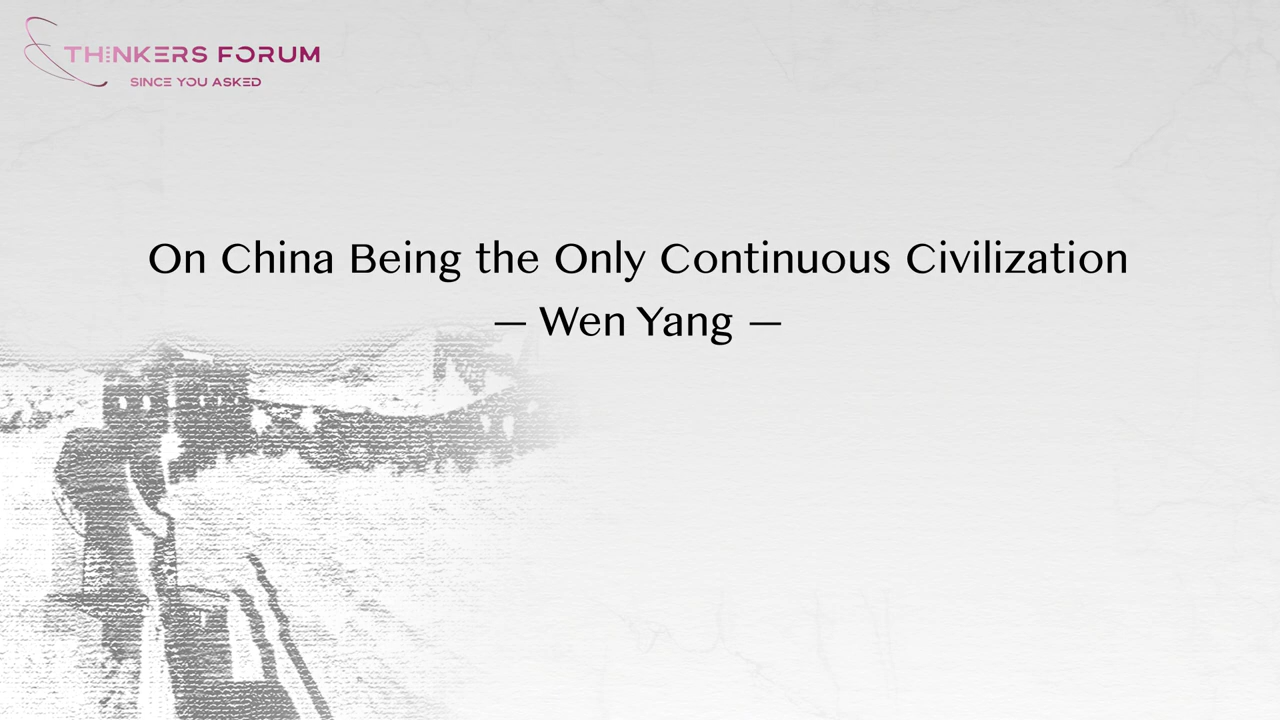 THINKERS FORUM
SINCE YOU ASKED
On China Being the Only Continuous Civilization
— Wen Yang —